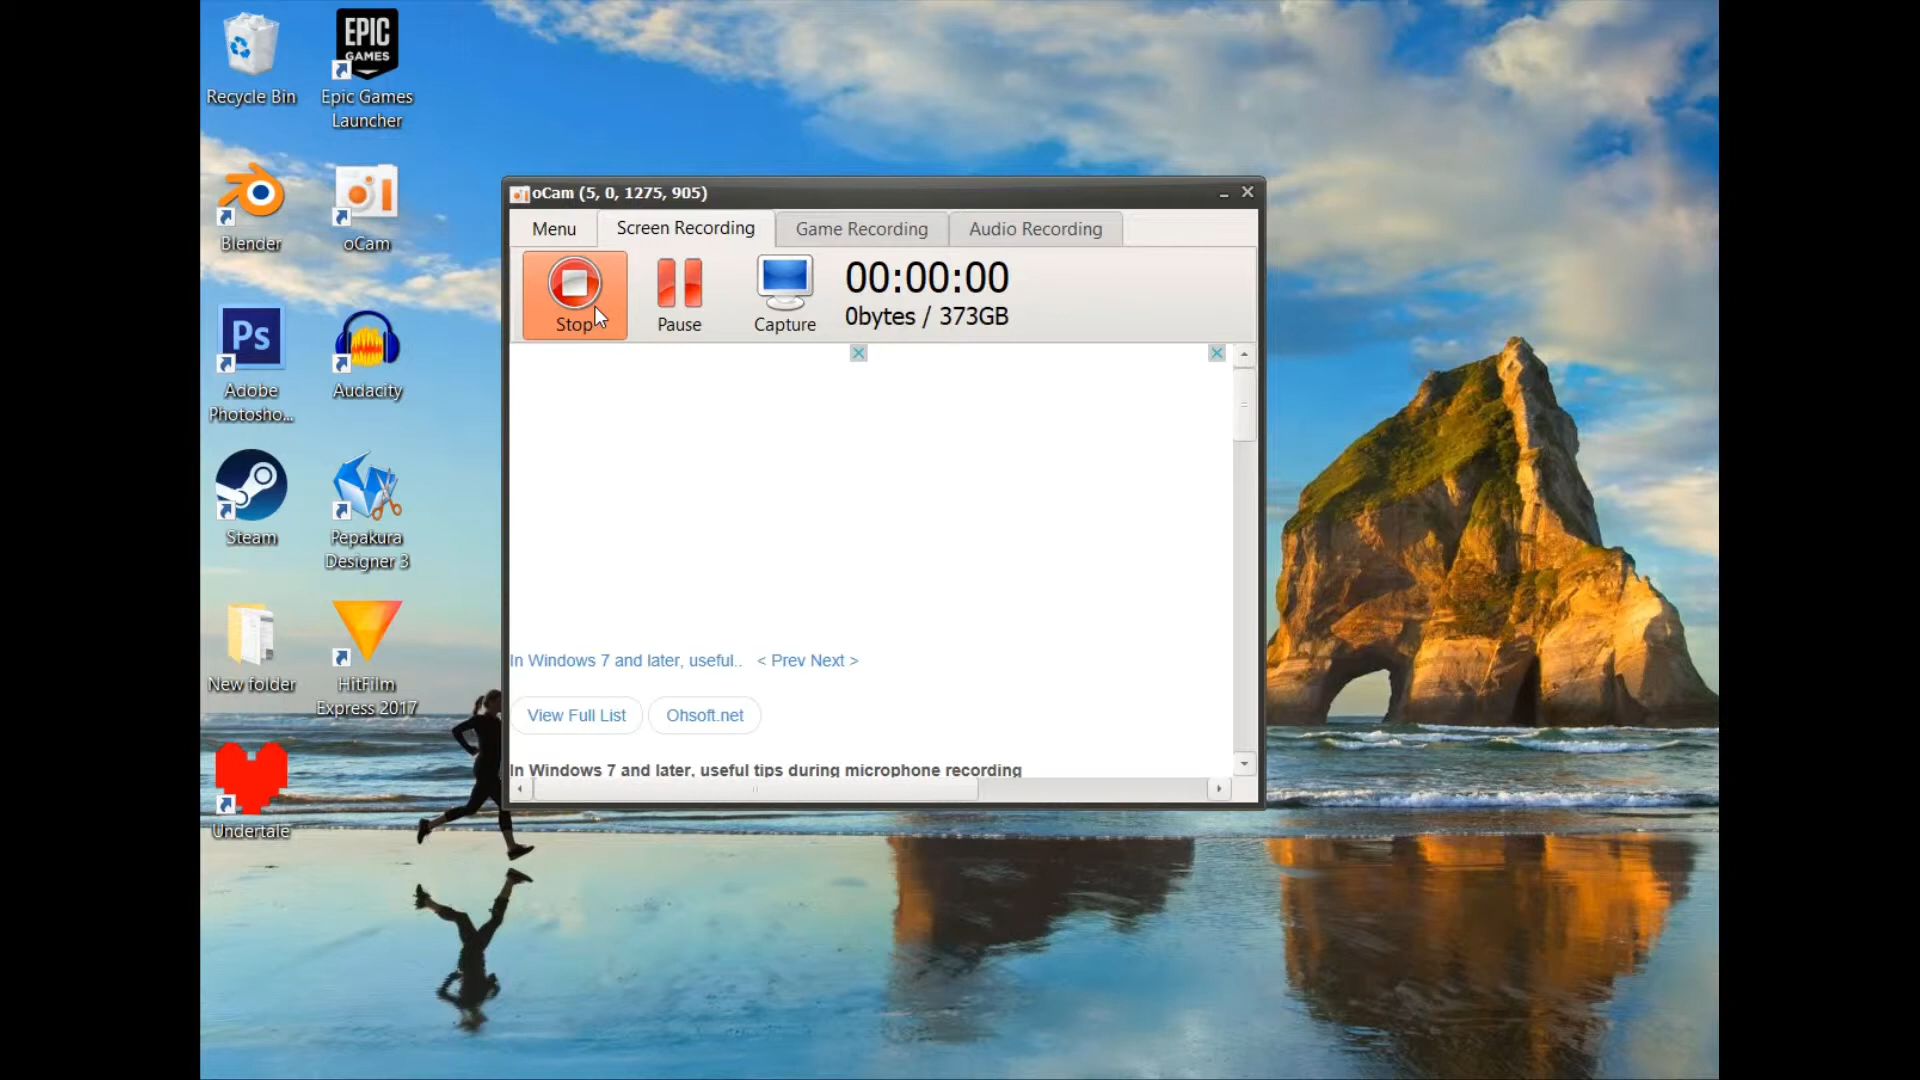 Recycle Bin
EPIC
GAMES
Epic Games
Launcher
Blender
oCam
Ps
Adobe
Photosho...
Audacity
Steam
Pepakura
Designer 3
New folder
HitFilm
Express 2017
Undertale
oCam (5, 0, 1275, 905)
Menu
Screen Recording
Game Recording
Audio Recording
Stop
Pause
Capture
00:00:00
0bytes / 373GB
In Windows 7 and later, useful.. < Prev Next >
View Full List
Ohsoft.net
In Windows 7 and later, useful tips during microphone recording